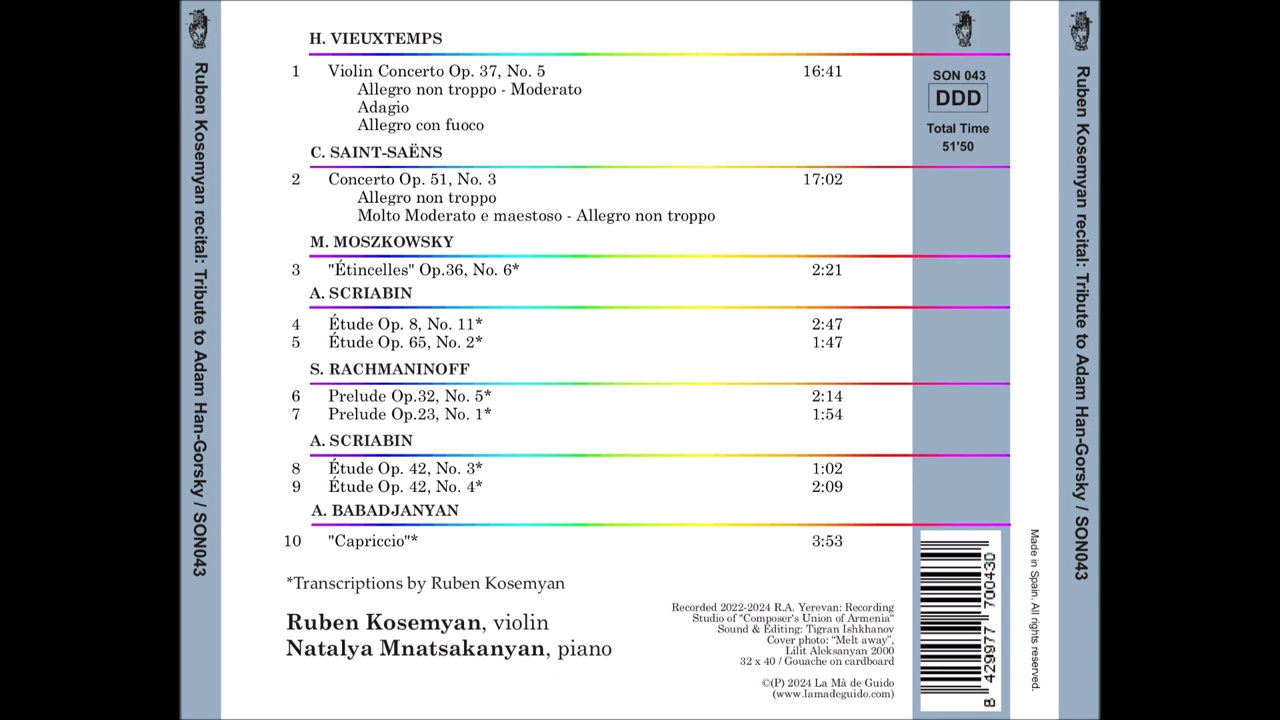 Ruben Kosemyan recital: Tribute to Adam Han-Gorsky / SON043
H. VIEUXTEMPS
1 Violin Concerto Op. 37, No. 5 16:41
Allegro non troppo - Moderato
Adagio
Allegro con fuoco
C. SAINT-SAËNS
2 Concerto Op. 51, No. 3 17:02
Allegro non troppo
Molto Moderato e maestoso - Allegro non troppo
M. MOSZKOWSKY
3 "Étincelles" Op.36, No. 6* 2:21
A. SCRIABIN
4 Étude Op. 8, No. 11* 2:47
5 Étude Op. 65, No. 2* 1:47
S. RACHMANINOFF
6 Prelude Op.32, No. 5* 2:14
7 Prelude Op.23, No. 1* 1:54
A. SCRIABIN
8 Étude Op. 42, No. 3* 1:02
9 Étude Op. 42, No. 4* 2:09
A. BABADJANYAN
10 "Capriccio"* 3:53
*Transcriptions by Ruben Kosemyan
Ruben Kosemyan, violin
Natalya Mnatsakanyan, piano
Recorded 2022-2024 R.A. Yerevan: Recording
Studio of "Composer's Union of Armenia"
Sound & Editing: Tigran Ishkhanov
Cover photo: “Melt away”,
Lilit Aleksanyan 2000
32 x 40 / Gouache on cardboard
©(P) 2024 La Mà de Guido
(www.lamadeguido.com)
SON 043
DDD
Total Time
51'50
8 429977 700430
Made in Spain. All rights reserved.
Ruben Kosemyan recital: Tribute to Adam Han-Gorsky / SON043